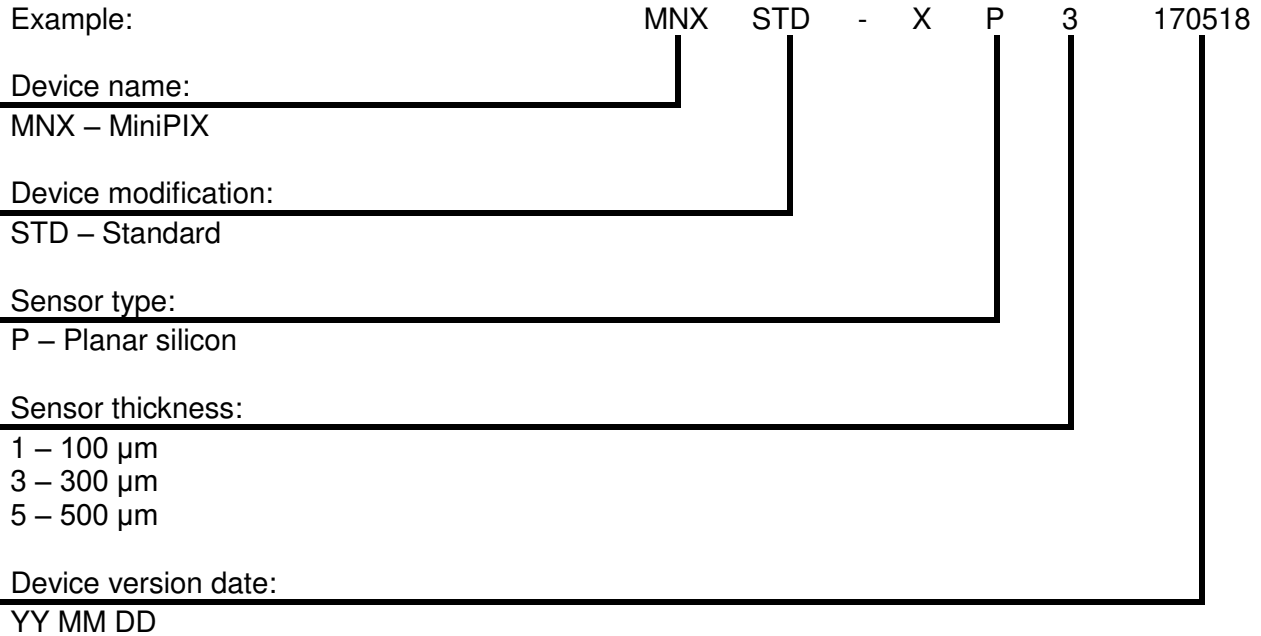 Example: MNX STD - X P 3 170518
Device name:
MNX – MiniPIX
Device modification:
STD – Standard
Sensor type:
P – Planar silicon
Sensor thickness:
1 – 100 µm
3 – 300 µm
5 – 500 µm
Device version date:
YY MM DD